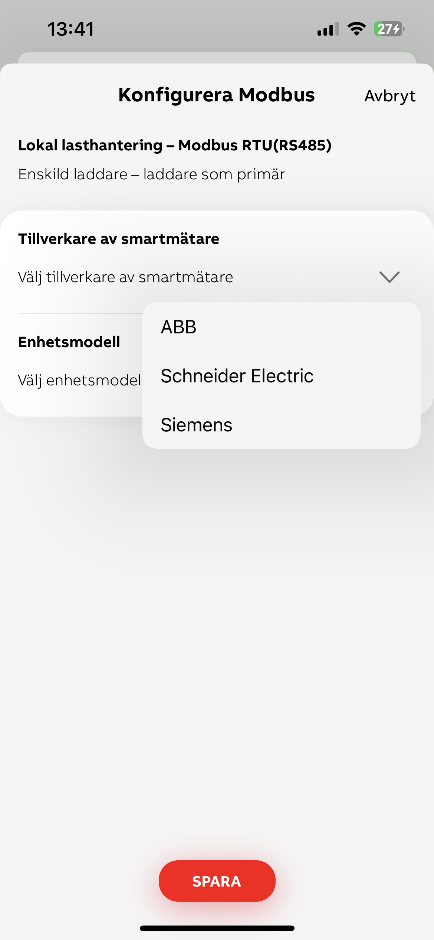 13:41
27
Konfigurera Modbus
Avbryt
Lokal lasthantering – Modbus RTU(RS485)
Enskild laddare – laddare som primär
Tillverkare av smartmätare
Välj tillverkare av smartmätare
ABB
Enhetsmodell
Schneider Electric
Välj enhetsmodel
Siemens
SPARA